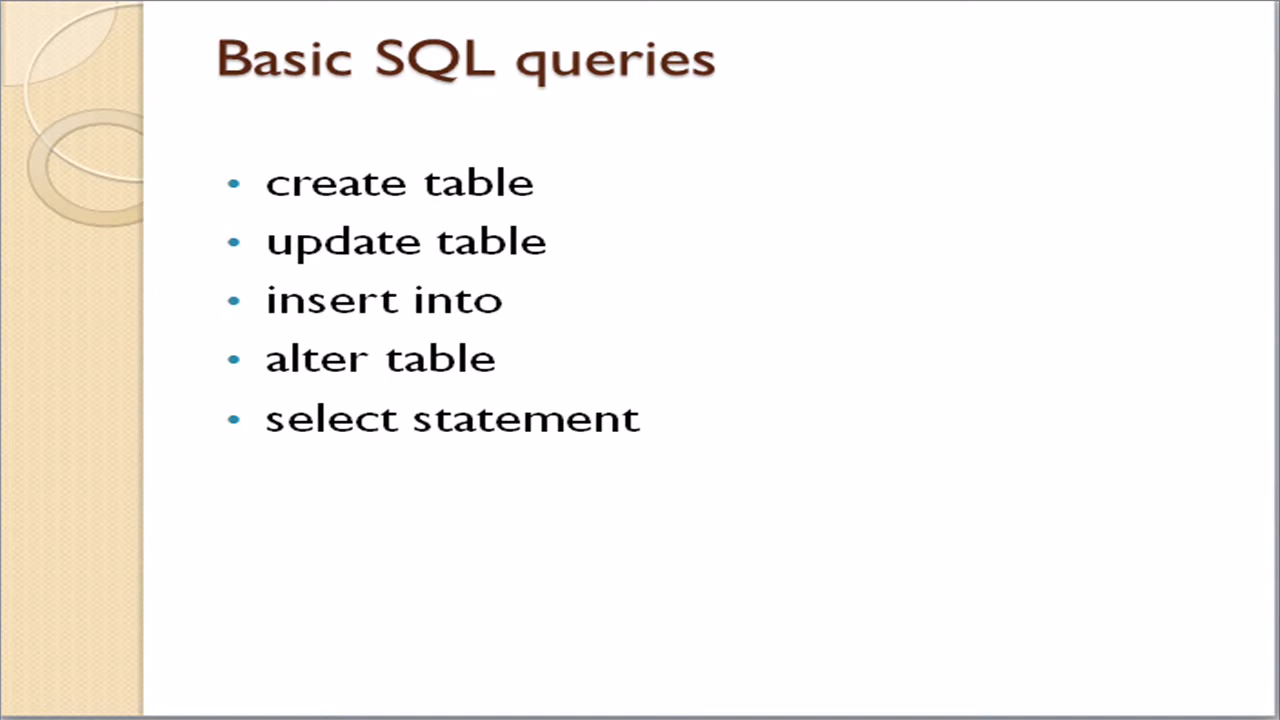 Basic SQL queries
• create table
• update table
• insert into
• alter table
• select statement